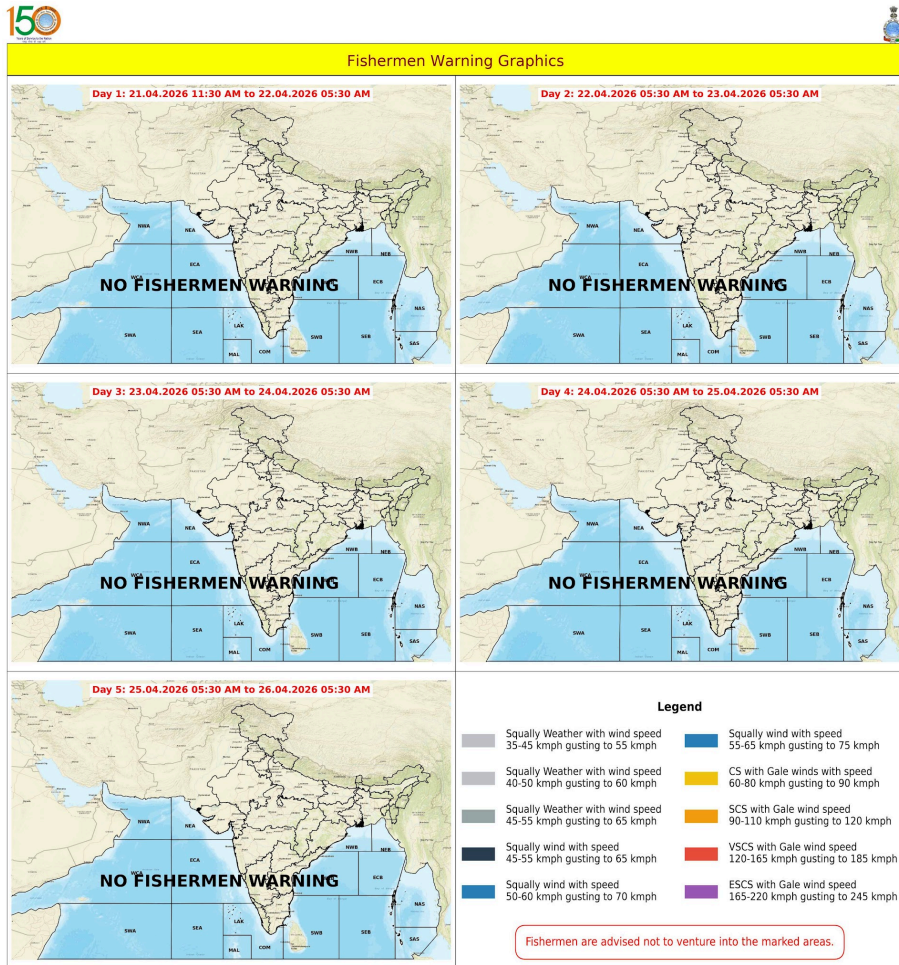 150
Years of Serving to the Nation
Fishermen Warning Graphics
Day 1: 21.04.2026 11:30 AM to 22.04.2026 05:30 AM
NWA
NEA
NWB
NEB
ECA
WCA
ECB
NO FISHERMEN WARNING
NAS
SWA
SEA
LAK
SWB
SEB
SAS
MAL
COM
Day 2: 22.04.2026 05:30 AM to 23.04.2026 05:30 AM
NWA
NEA
NWB
NEB
ECA
WCA
ECB
NO FISHERMEN WARNING
NAS
SWA
SEA
LAK
SWB
SEB
SAS
MAL
COM
Day 3: 23.04.2026 05:30 AM to 24.04.2026 05:30 AM
NWA
NEA
NWB
NEB
ECA
WCA
ECB
NO FISHERMEN WARNING
NAS
SWA
SEA
LAK
SWB
SEB
SAS
MAL
COM
Day 4: 24.04.2026 05:30 AM to 25.04.2026 05:30 AM
NWA
NEA
NWB
NEB
ECA
WCA
ECB
NO FISHERMEN WARNING
NAS
SWA
SEA
LAK
SWB
SEB
SAS
MAL
COM
Day 5: 25.04.2026 05:30 AM to 26.04.2026 05:30 AM
NWA
NEA
NWB
NEB
ECA
WCA
ECB
NO FISHERMEN WARNING
NAS
SWA
SEA
LAK
SWB
SEB
SAS
MAL
COM
Legend
Squally Weather with wind speed
35-45 kmph gusting to 55 kmph
Squally Weather with wind speed
40-50 kmph gusting to 60 kmph
Squally Weather with wind speed
45-55 kmph gusting to 65 kmph
Squally wind with speed
45-55 kmph gusting to 65 kmph
Squally wind with speed
50-60 kmph gusting to 70 kmph
Squally wind with speed
55-65 kmph gusting to 75 kmph
CS with Gale winds with speed
60-80 kmph gusting to 90 kmph
SCS with Gale wind speed
90-110 kmph gusting to 120 kmph
VSCS with Gale wind speed
120-165 kmph gusting to 185 kmph
ESCS with Gale wind speed
165-220 kmph gusting to 245 kmph
Fishermen are advised not to venture into the marked areas.